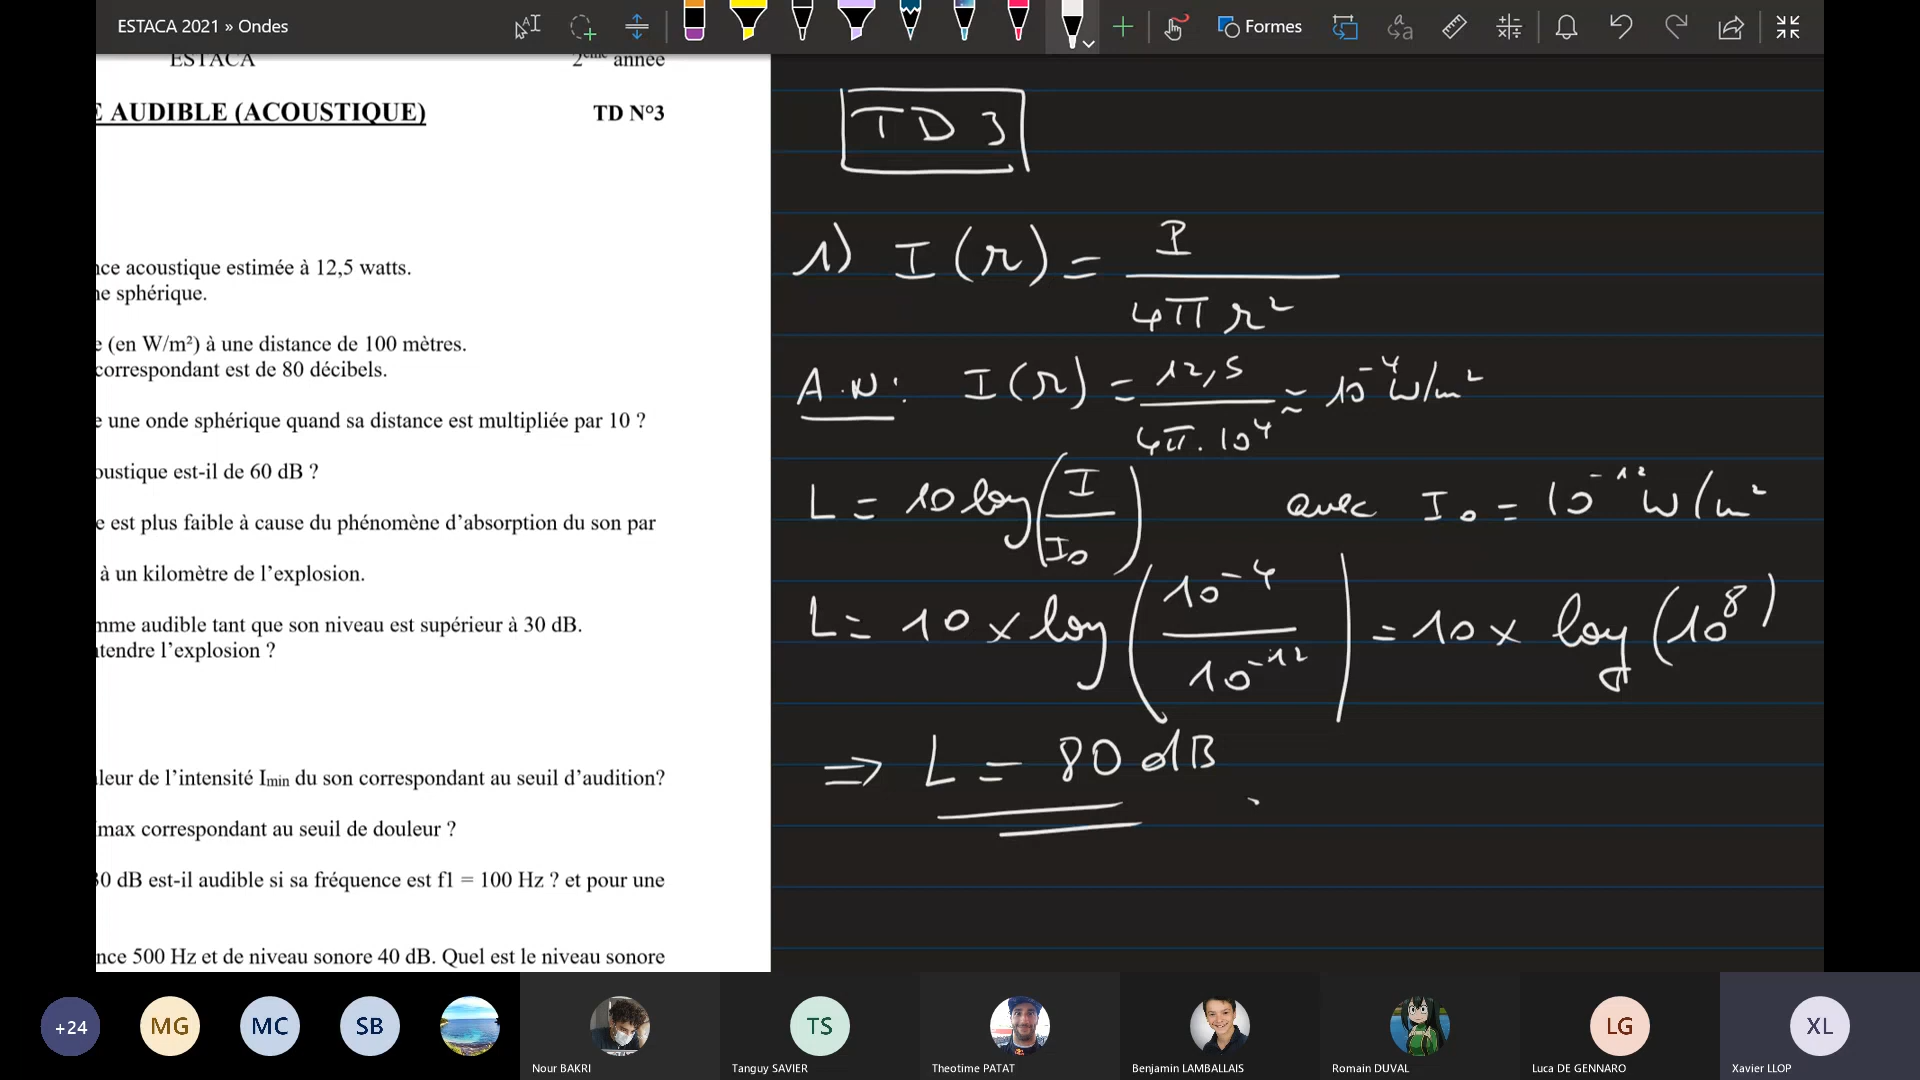 ESTACA 2021 » Ondes
Formes
ESTACA 2ème année
E AUDIBLE (ACOUSTIQUE) TD N°3
nce acoustique estimée à 12,5 watts.
ne sphérique.
e (en W/m²) à une distance de 100 mètres.
correspondant est de 80 décibels.
e une onde sphérique quand sa distance est multipliée par 10 ?
oustique est-il de 60 dB ?
e est plus faible à cause du phénomène d’absorption du son par
à un kilomètre de l’explosion.
mme audible tant que son niveau est supérieur à 30 dB.
ntendre l’explosion ?
leur de l’intensité Imin du son correspondant au seuil d’audition?
Imax correspondant au seuil de douleur ?
30 dB est-il audible si sa fréquence est f1 = 100 Hz ? et pour une
nce 500 Hz et de niveau sonore 40 dB. Quel est le niveau sonore
TD 3
1) I(r) = P / 4π r²
A.N: I(r) = 12,5 / 4π.10⁴ ≈ 10⁻⁴ W/m²
L = 10 log(I/I₀) avec I₀ = 10⁻¹² W/m²
L = 10 × log(10⁻⁴/10⁻¹²) = 10 × log(10⁸)
⇒ L = 80 dB
+24 MG MC SB TS LG XL
Nour BAKRI Tanguy SAVIER Theotime PATAT Benjamin LAMBALLAIS Romain DUVAL Luca DE GENNARO Xavier LLOP